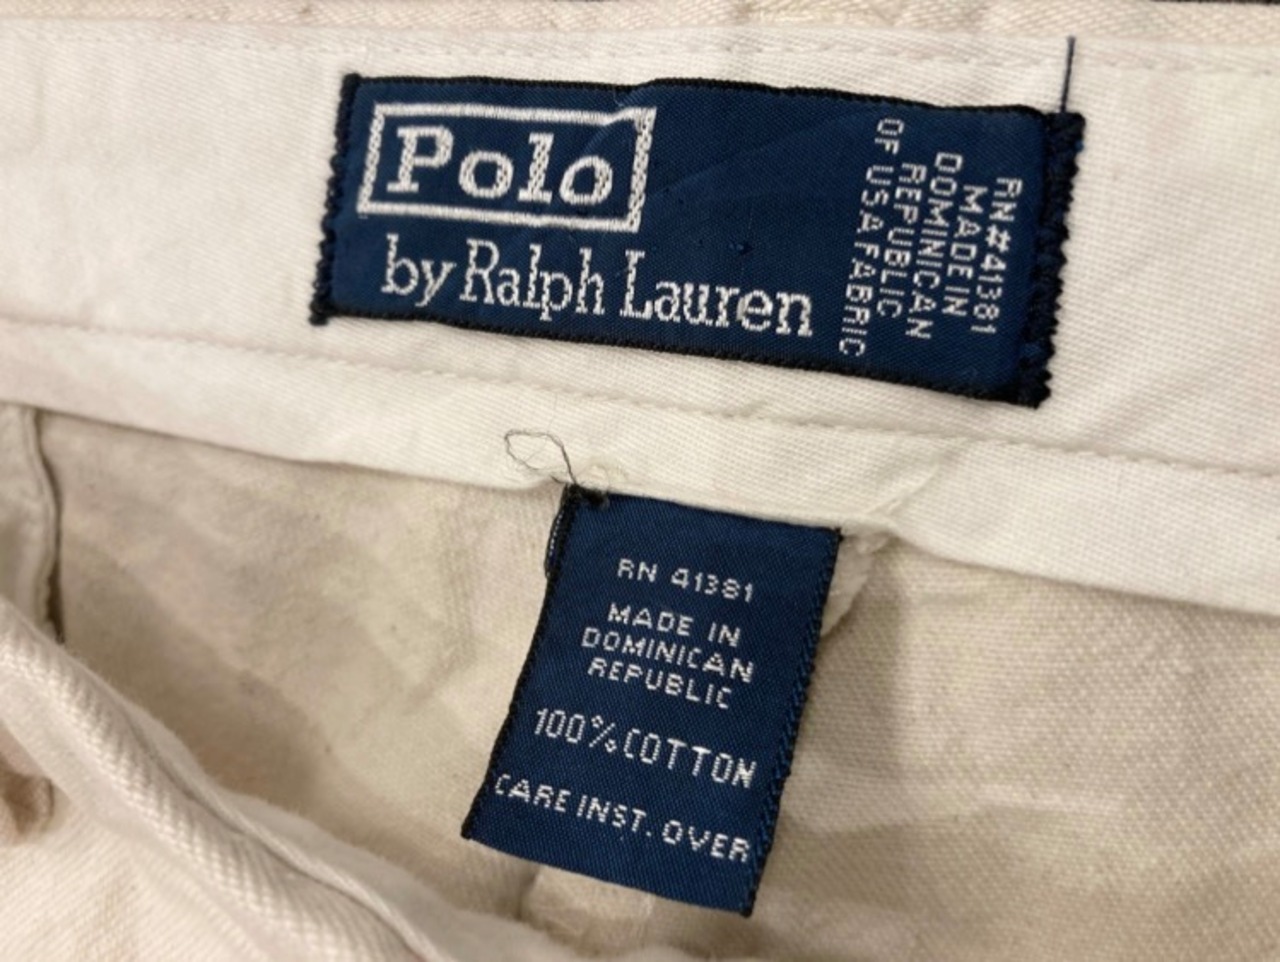 Polo
by Ralph Lauren
RN#41381
MADE IN
DOMINICAN
REPUBLIC
OF USA FABRIC
RN 41381
MADE IN
DOMINICAN
REPUBLIC
100% COTTON
CARE INST. OVER